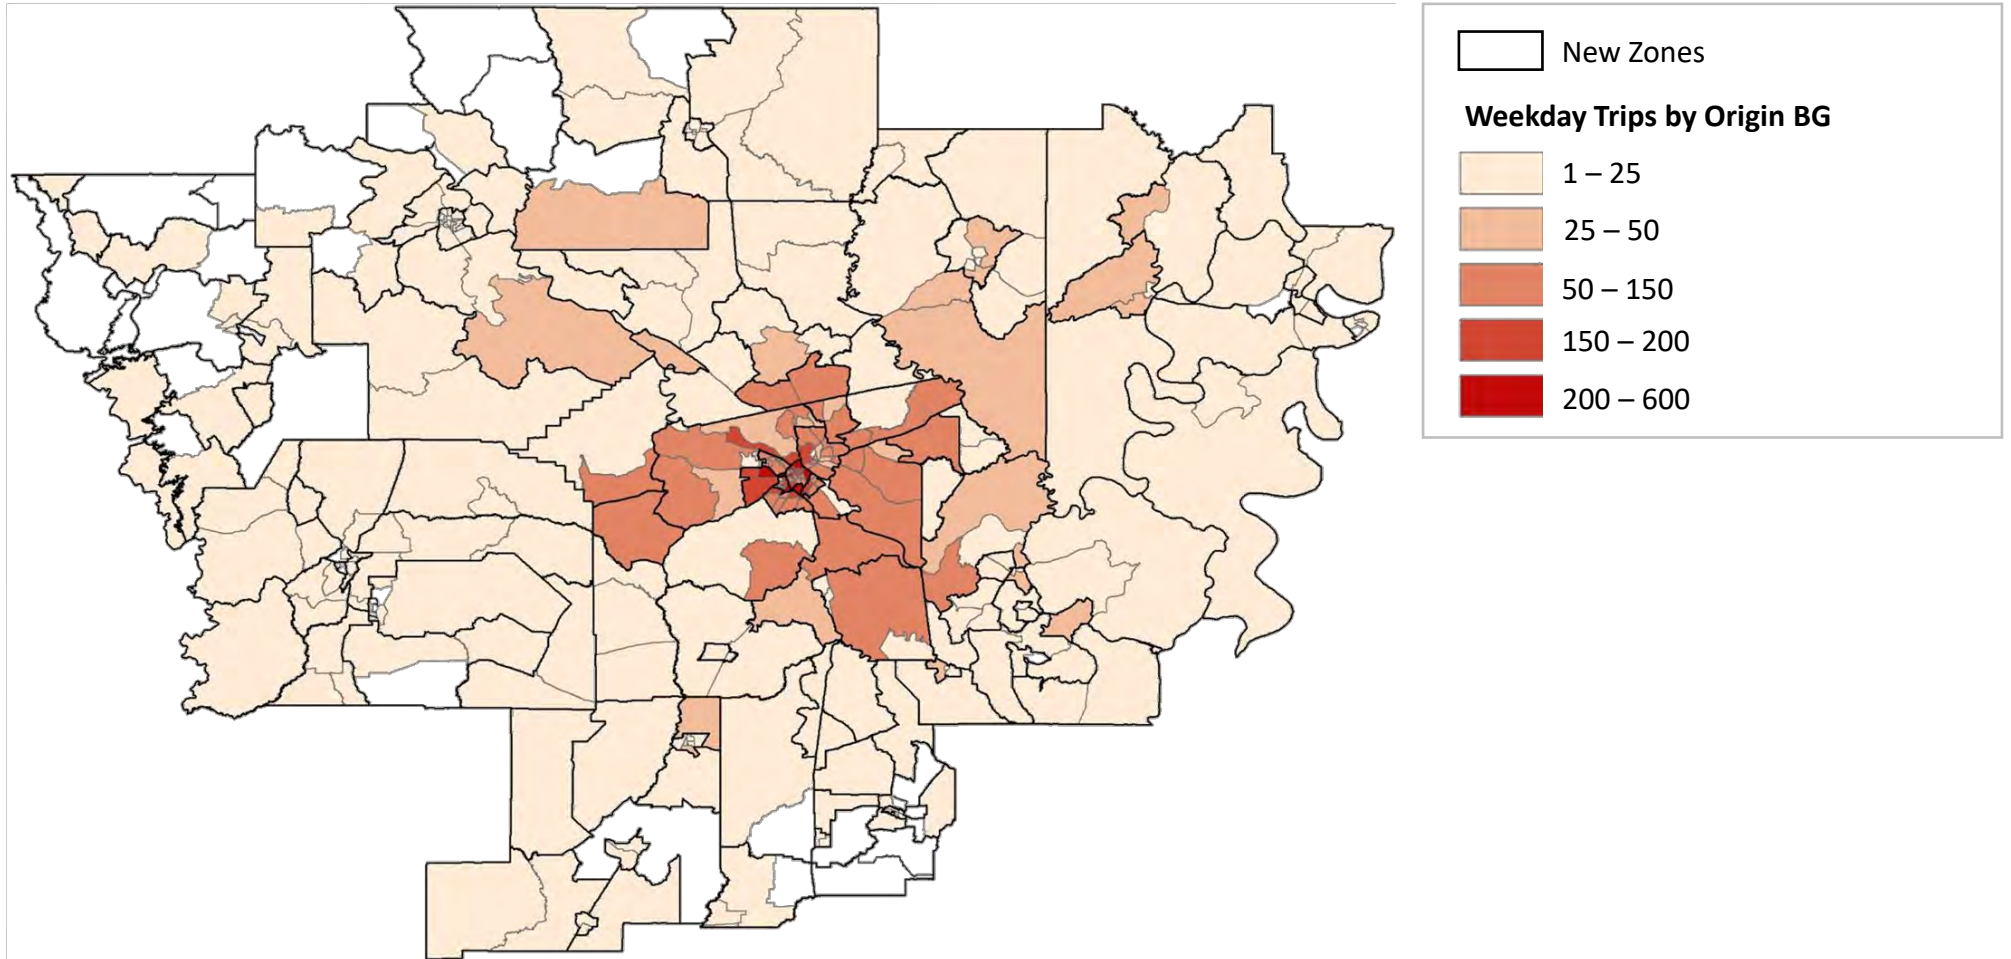 New Zones
Weekday Trips by Origin BG
1 – 25
25 – 50
50 – 150
150 – 200
200 – 600